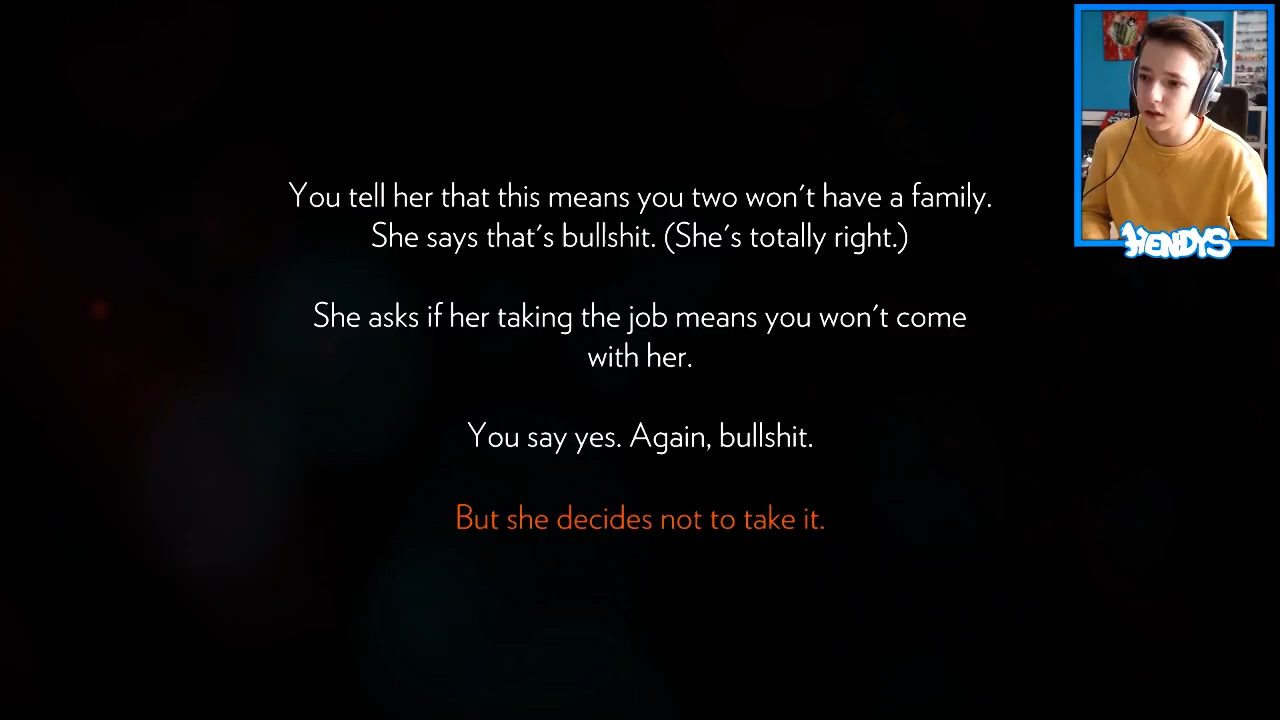 You tell her that this means you two won't have a family.
She says that's bullshit. (She's totally right.)
She asks if her taking the job means you won't come
with her.
You say yes. Again, bullshit.
But she decides not to take it.
HENDYS